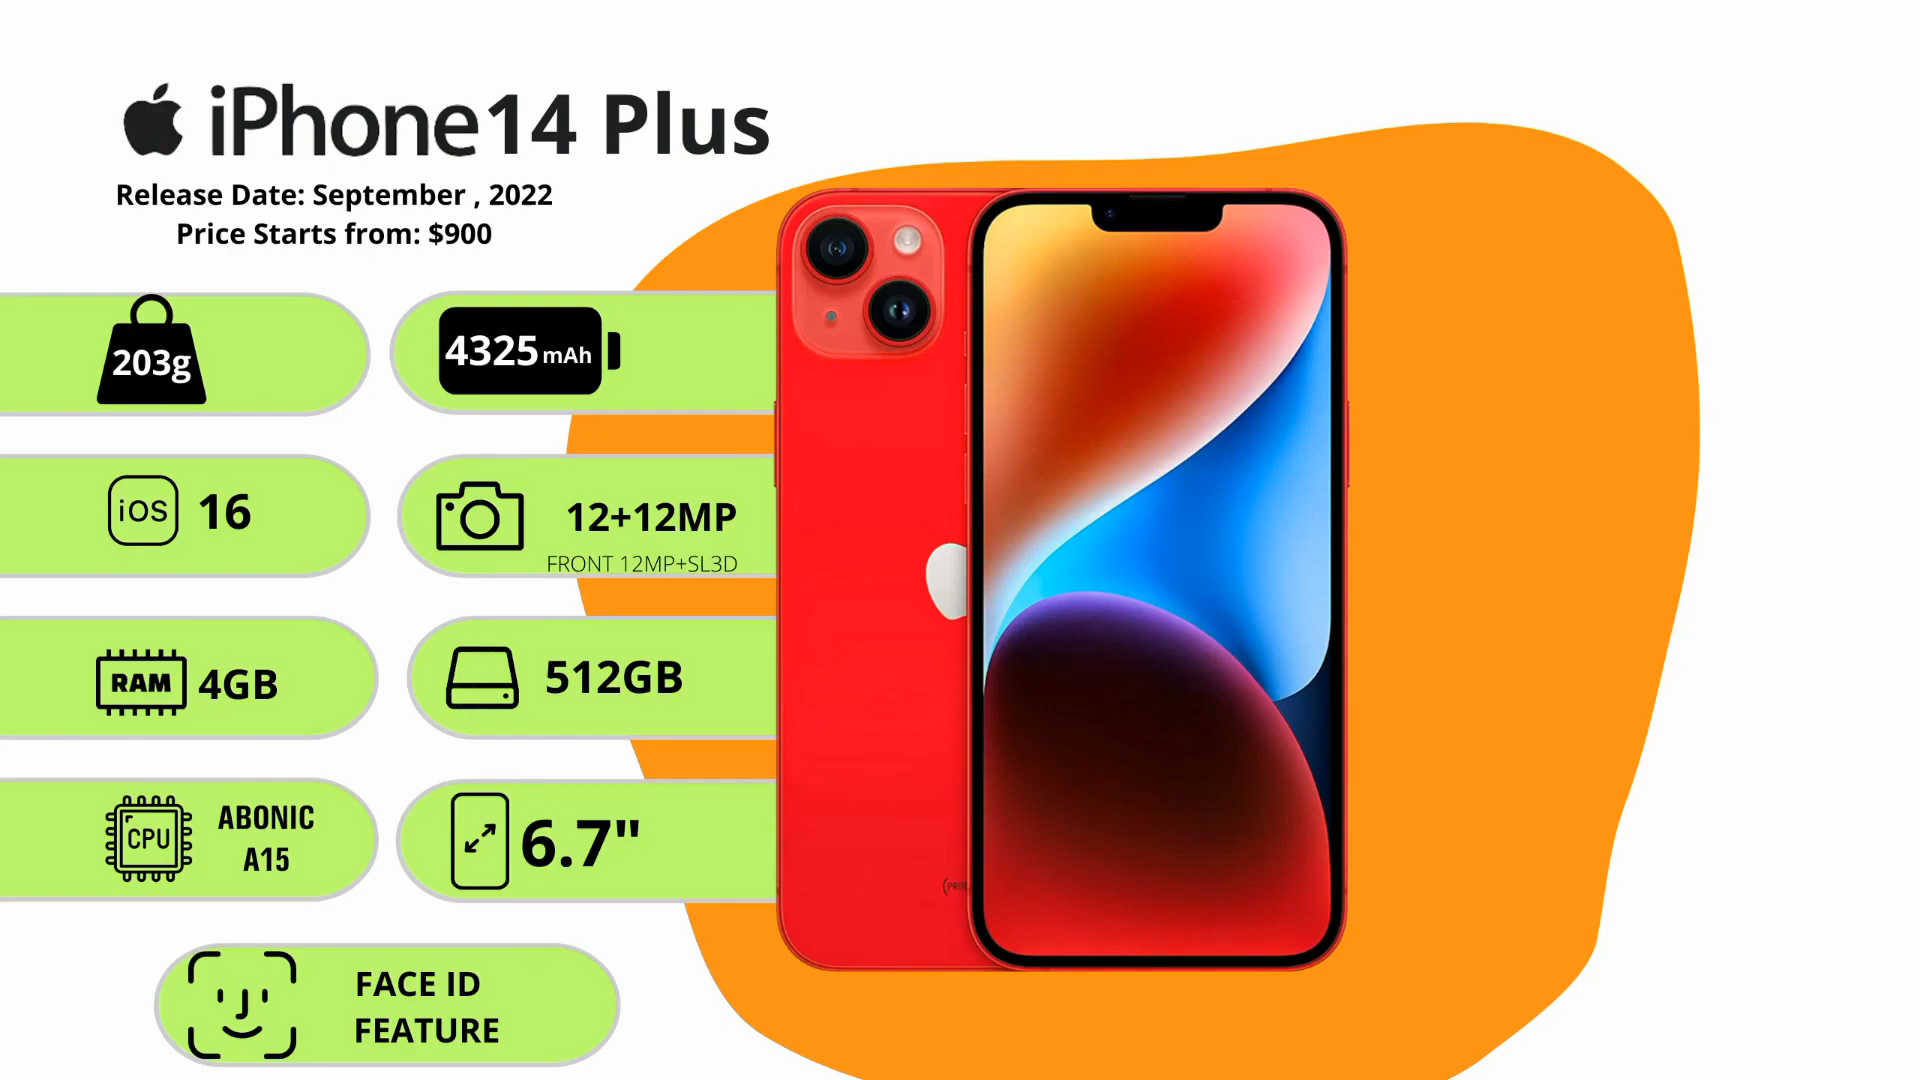 iPhone14 Plus
Release Date: September , 2022
Price Starts from: $900
203g
4325 mAh
iOS 16
12+12MP
FRONT 12MP+SL3D
RAM 4GB
512GB
CPU
ABONIC
A15
6.7"
FACE ID
FEATURE